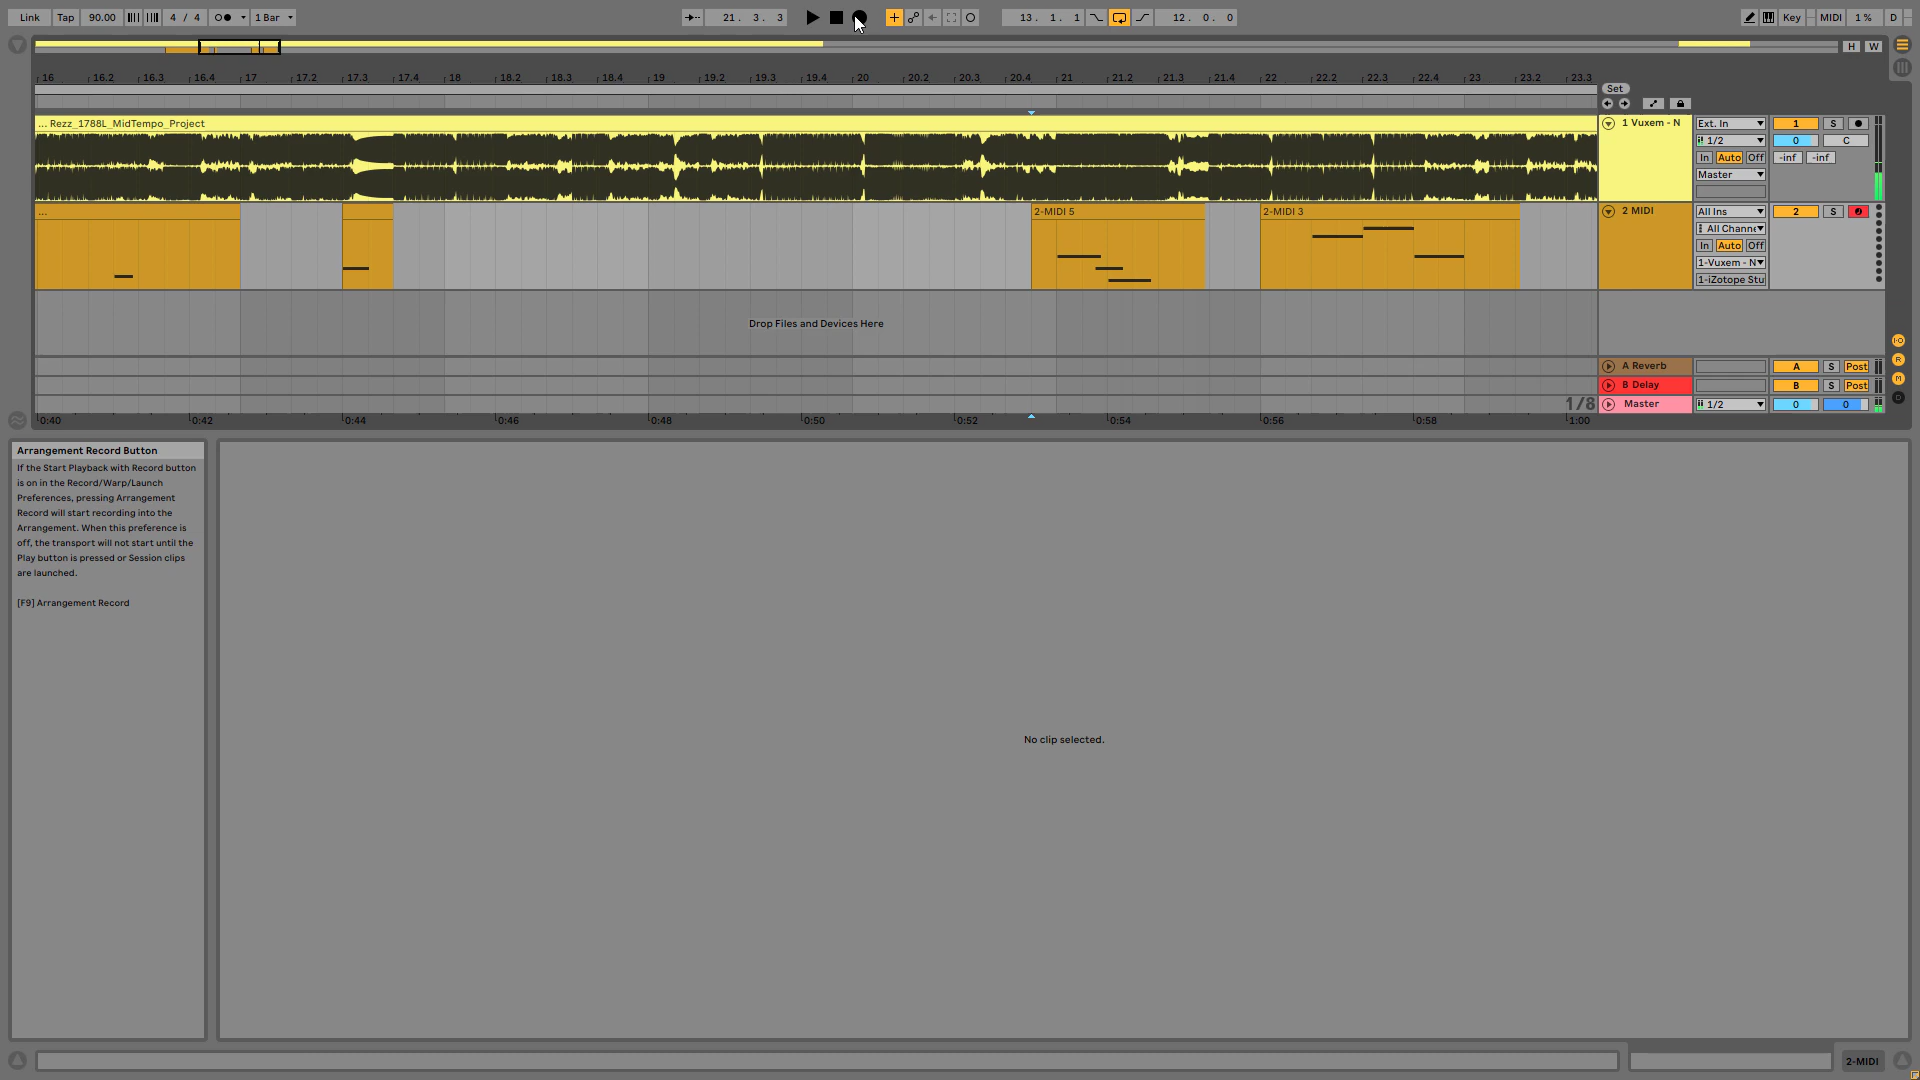 Link Tap 90.00 4 / 4 1 Bar 21. 3. 3 13. 1. 1 12. 0. 0 Key MIDI 1 % D
H W
16 16.2 16.3 16.4 17 17.2 17.3 17.4 18 18.2 18.3 18.4 19 19.2 19.3 19.4 20 20.2 20.3 20.4 21 21.2 21.3 21.4 22 22.2 22.3 22.4 23 23.2 23.3
Set
... Rezz_1788L_MidTempo_Project
1 Vuxem - N Ext. In 1 S
1/2 0 C
In Auto Off -inf -inf
Master
... 2-MIDI 5 2-MIDI 3
2 MIDI All Ins 2 S
All Channe
In Auto Off
1-Vuxem - N
1-iZotope Stu
Drop Files and Devices Here
A Reverb A S Post
B Delay B S Post
1/8 Master 1/2 0 0
I·O
R
M
D
0:40 0:42 0:44 0:46 0:48 0:50 0:52 0:54 0:56 0:58 1:00
Arrangement Record Button
If the Start Playback with Record button
is on in the Record/Warp/Launch
Preferences, pressing Arrangement
Record will start recording into the
Arrangement. When this preference is
off, the transport will not start until the
Play button is pressed or Session clips
are launched.
[F9] Arrangement Record
No clip selected.
2-MIDI